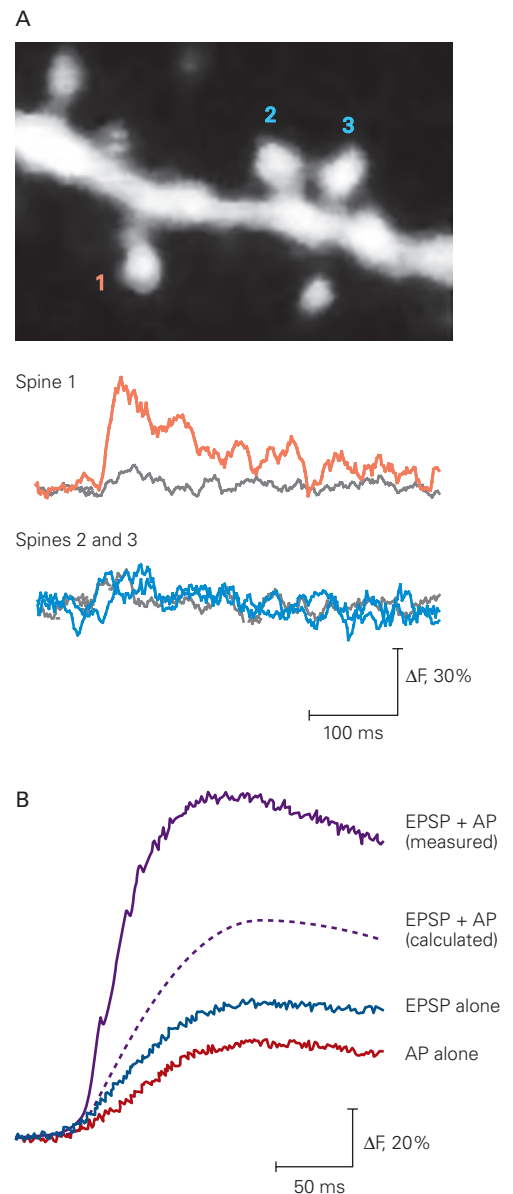 A
2
3
1
Spine 1
Spines 2 and 3
ΔF, 30%
100 ms
B
EPSP + AP
(measured)
EPSP + AP
(calculated)
EPSP alone
AP alone
ΔF, 20%
50 ms